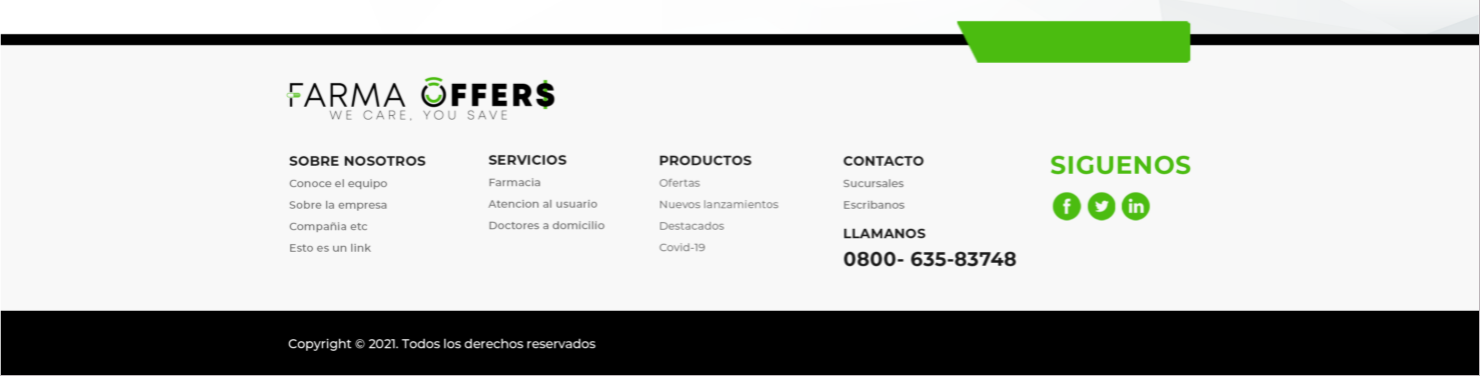 FARMA OFFER$
WE CARE, YOU SAVE
SOBRE NOSOTROS
Conoce el equipo
Sobre la empresa
Compañia etc
Esto es un link
SERVICIOS
Farmacia
Atencion al usuario
Doctores a domicilio
PRODUCTOS
Ofertas
Nuevos lanzamientos
Destacados
Covid-19
CONTACTO
Sucursales
Escribanos
LLAMANOS
0800- 635-83748
SIGUENOS
Copyright © 2021. Todos los derechos reservados